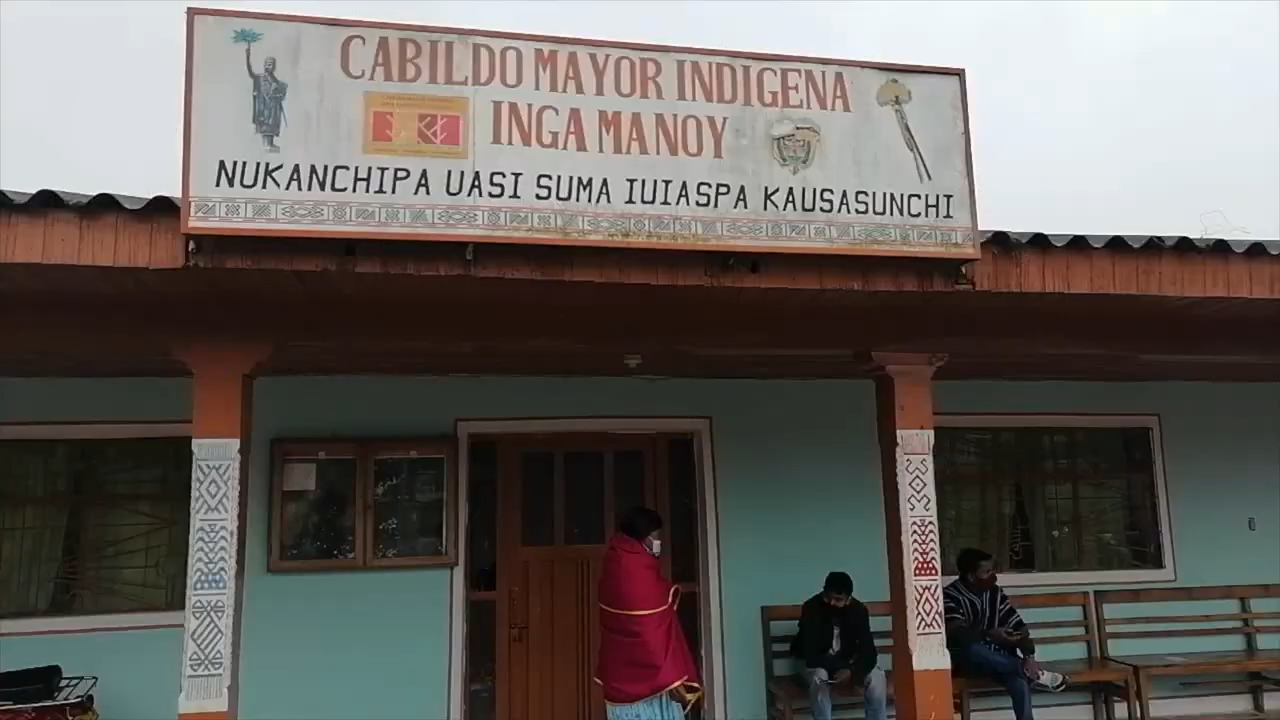 CABILDO MAYOR INDIGENA
INGA MANOY
NUKANCHIPA UASI SUMA IUIASPA KAUSASUNCHI